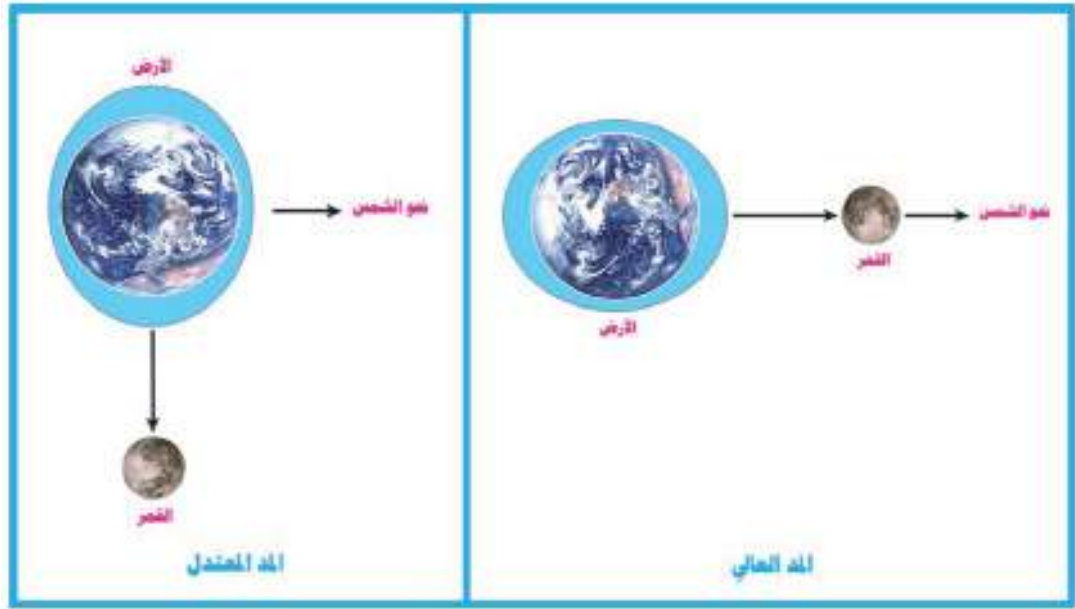 نحو الشمس
القمر
الأرض
المد العالي
الأرض
نحو الشمس
القمر
المد المعتدل